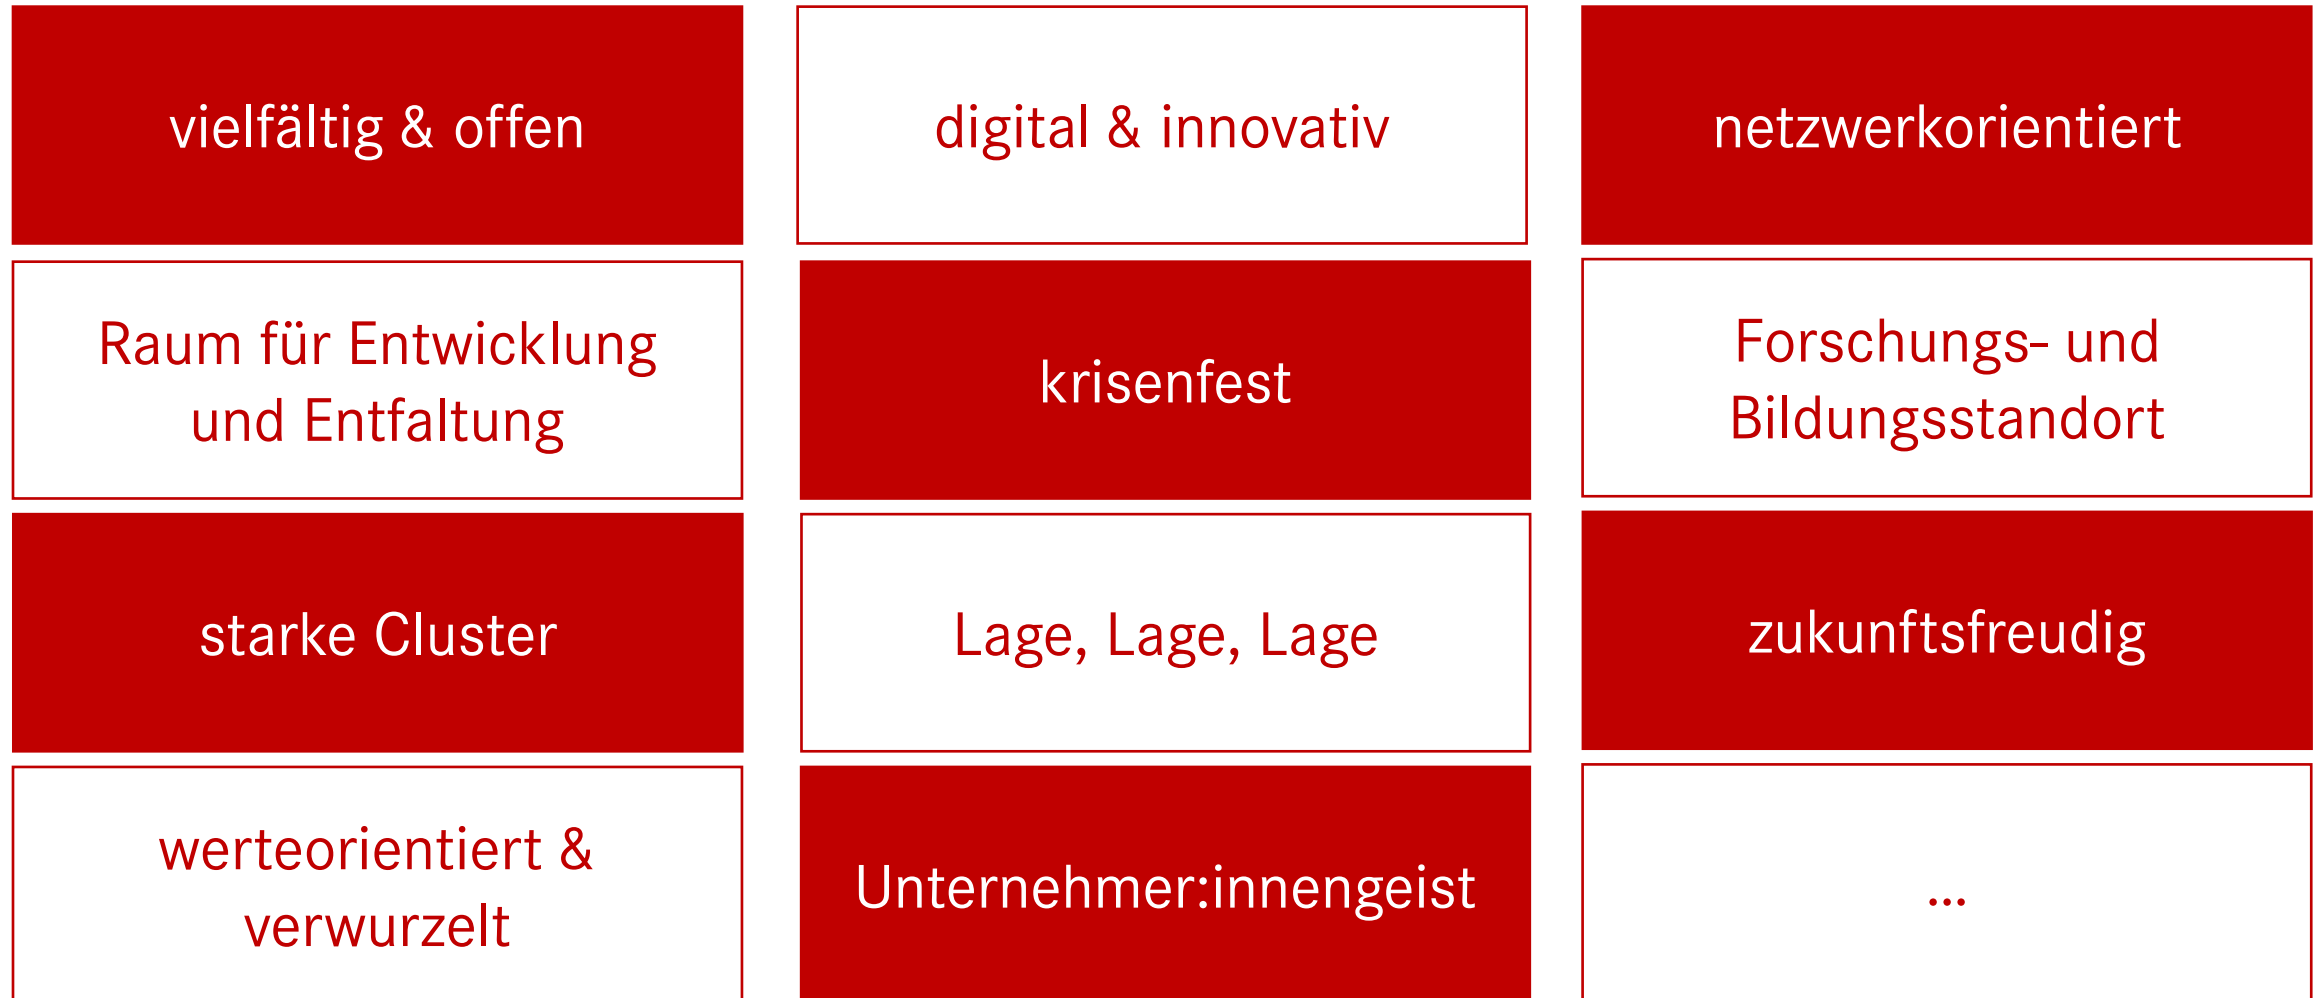 vielfältig & offen
digital & innovativ
netzwerkorientiert
Raum für Entwicklung
und Entfaltung
krisenfest
Forschungs- und
Bildungsstandort
starke Cluster
Lage, Lage, Lage
zukunftsfreudig
werteorientiert &
verwurzelt
Unternehmer:innengeist
...